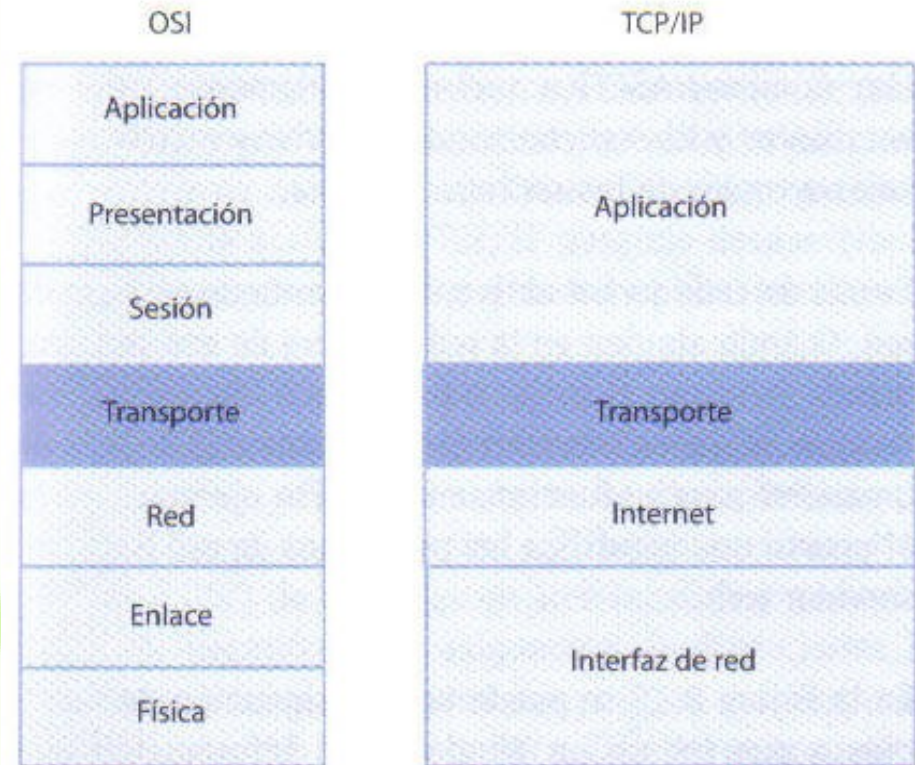 OSI
Aplicación
Presentación
Sesión
Transporte
Red
Enlace
Física
TCP/IP
Aplicación
Transporte
Internet
Interfaz de red